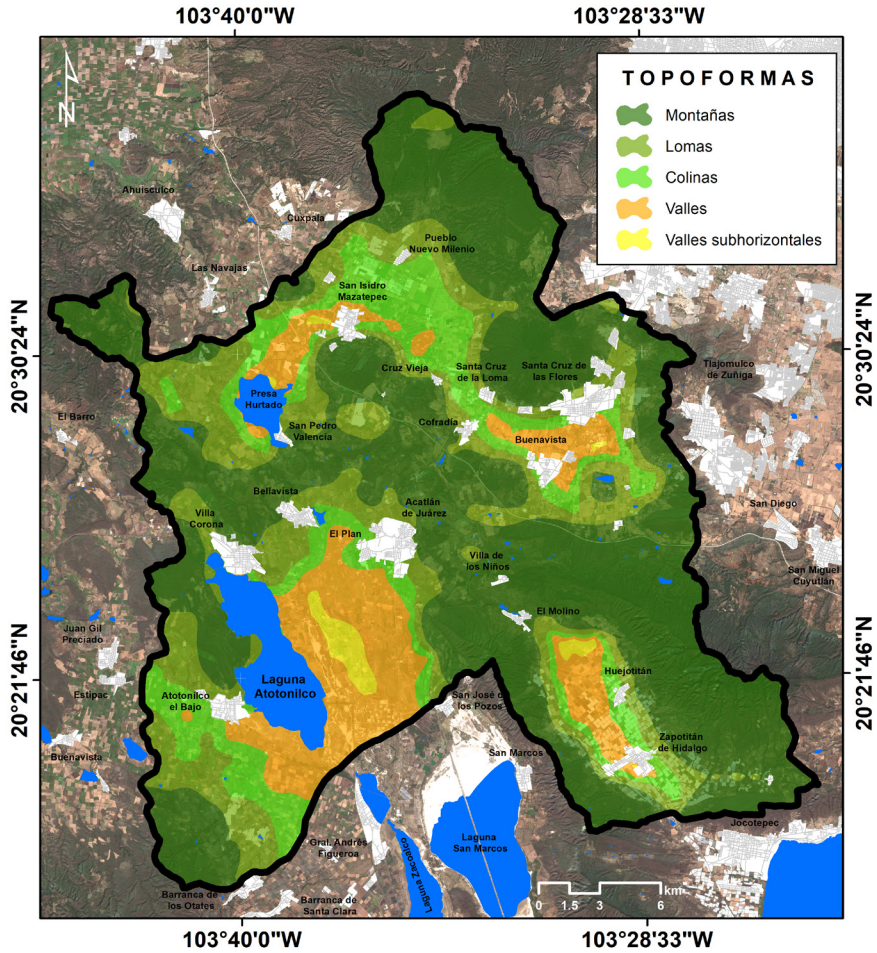 103°40'0"W
103°28'33"W
N
TOPOFORMAS
Montañas
Lomas
Colinas
Valles
Valles subhorizontales
Ahuisculco
Cuxpala
Pueblo
Nuevo Milenio
Las Navajas
San Isidro
Mazatepec
20°30'24"N
20°30'24"N
Cruz Vieja
Santa Cruz
de la Loma
Santa Cruz de
las Flores
Tlajomulco
de Zuñiga
Presa
Hurtado
El Barro
San Pedro
Valencia
Cofradía
Buenavista
Bellavista
Acatlán
de Juárez
San Diego
Villa
Corona
El Plan
Villa de
los Niños
San Miguel
Cuyutlán
El Molino
Juan Gil
Preciado
20°21'46"N
20°21'46"N
Huejotitán
Laguna
Atotonilco
Estipac
Atotonilco
el Bajo
San José d
los Pozos
Zapotitán
de Hidalgo
Buenavista
San Marcos
Jocotepec
Gral. Andrés
Figueroa
Laguna
San Marcos
Laguna Zacoalco
Barranca de
los Otates
Barranca de
Santa Clara
km
0 1.5 3 6
103°40'0"W
103°28'33"W